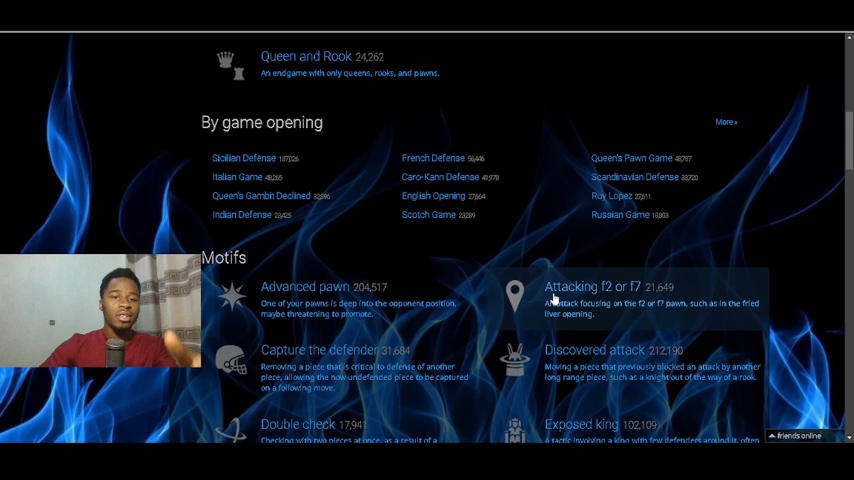 Queen and Rook 24,262
An endgame with only queens, rooks, and pawns.
By game opening
More »
Sicilian Defense
French Defense
Queen's Pawn Game
Italian Game 48,265
Caro-Kann Defense
Scandinavian Defense
Queen's Gambit Declined
English Opening
Ruy Lopez
Indian Defense
Scotch Game 23,289
Russian Game
Motifs
Advanced pawn 204,517
One of your pawns is deep into the opponent position,
maybe threatening to promote.
Attacking f2 or f7 21,649
attack focusing on the f2 or f7 pawn, such as in the fried
liver opening.
Capture the defender 31,684
Removing a piece that is critical to defense of another
piece, allowing the now undefended piece to be captured
on a following move.
Discovered attack 212,190
Moving a piece that previously blocked an attack by another
long range piece, such as a knight out of the way of a rook.
Double check 17,941
Checking with two pieces at once, as a result of a
Exposed king 102,109
A tactic involving a king with few defenders around it, often
friends online